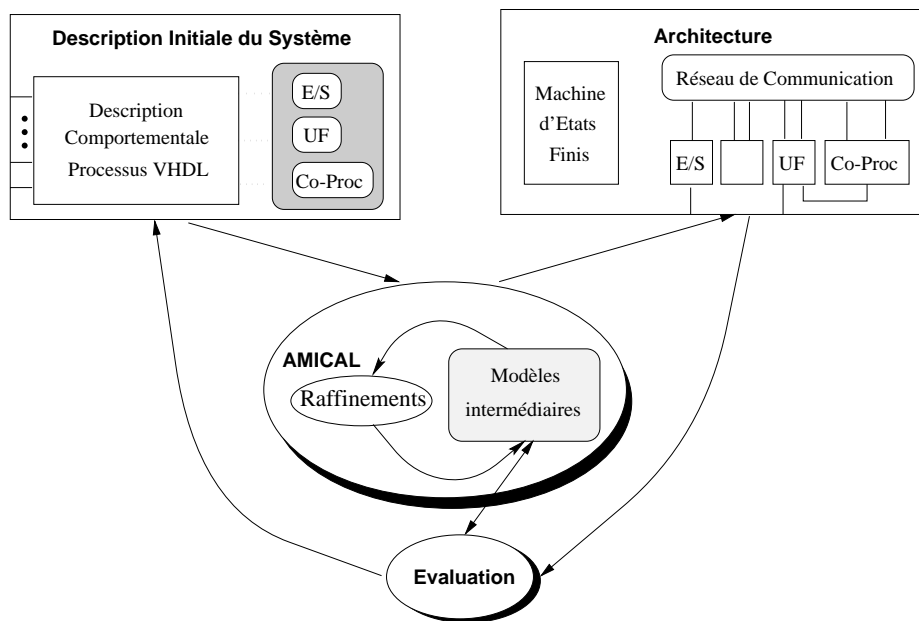 Description Initiale du Système
Description
Comportementale
Processus VHDL
E/S
UF
Co-Proc
Architecture
Machine
d'Etats
Finis
Réseau de Communication
E/S
UF
Co-Proc
AMICAL
Raffinements
Modèles
intermédiaires
Evaluation